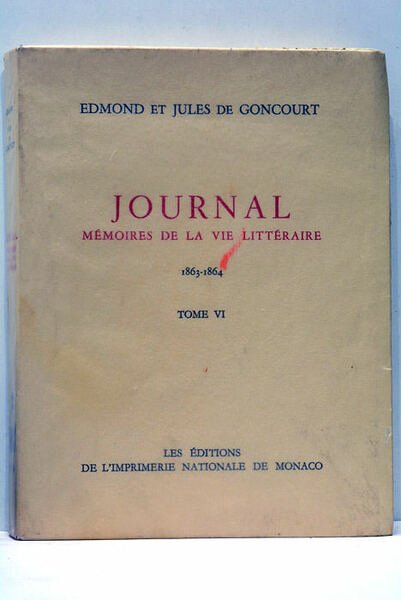 EDMOND ET JULES DE GONCOURT
JOURNAL
MÉMOIRES DE LA VIE LITTÉRAIRE
1863-1864
TOME VI
LES ÉDITIONS
DE L'IMPRIMERIE NATIONALE DE MONACO